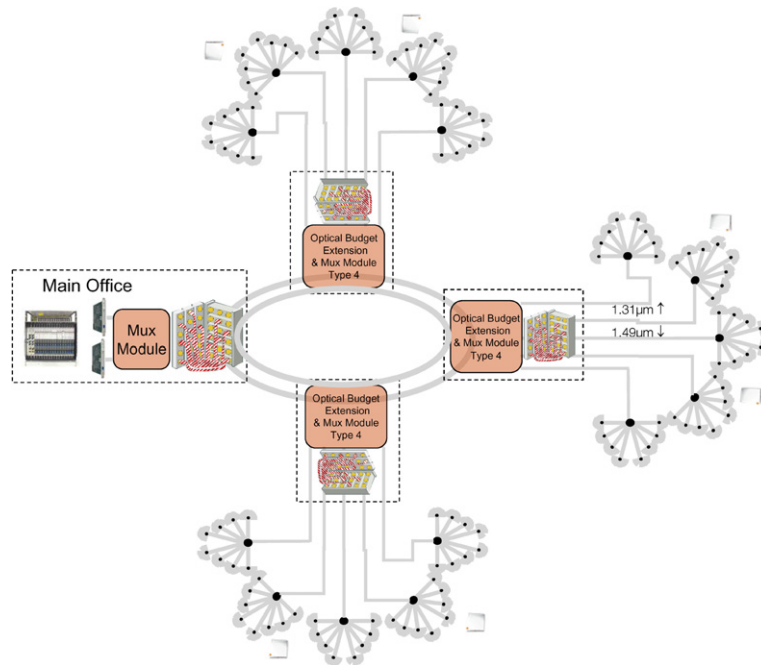 Optical Budget
Extension
& Mux Module
Type 4
Main Office
Mux
Module
Optical Budget
Extension
& Mux Module
Type 4
1.31µm ↑
1.49µm ↓
Optical Budget
Extension
& Mux Module
Type 4